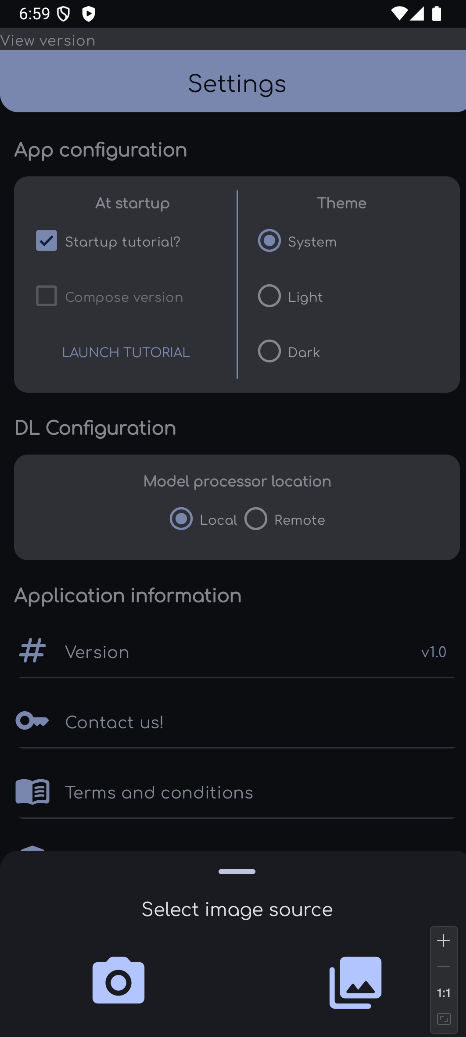 6:59
View version
Settings
App configuration
At startup
Theme
Startup tutorial?
System
Compose version
Light
LAUNCH TUTORIAL
Dark
DL Configuration
Model processor location
Local
Remote
Application information
Version
v1.0
Contact us!
Terms and conditions
Select image source
1:1